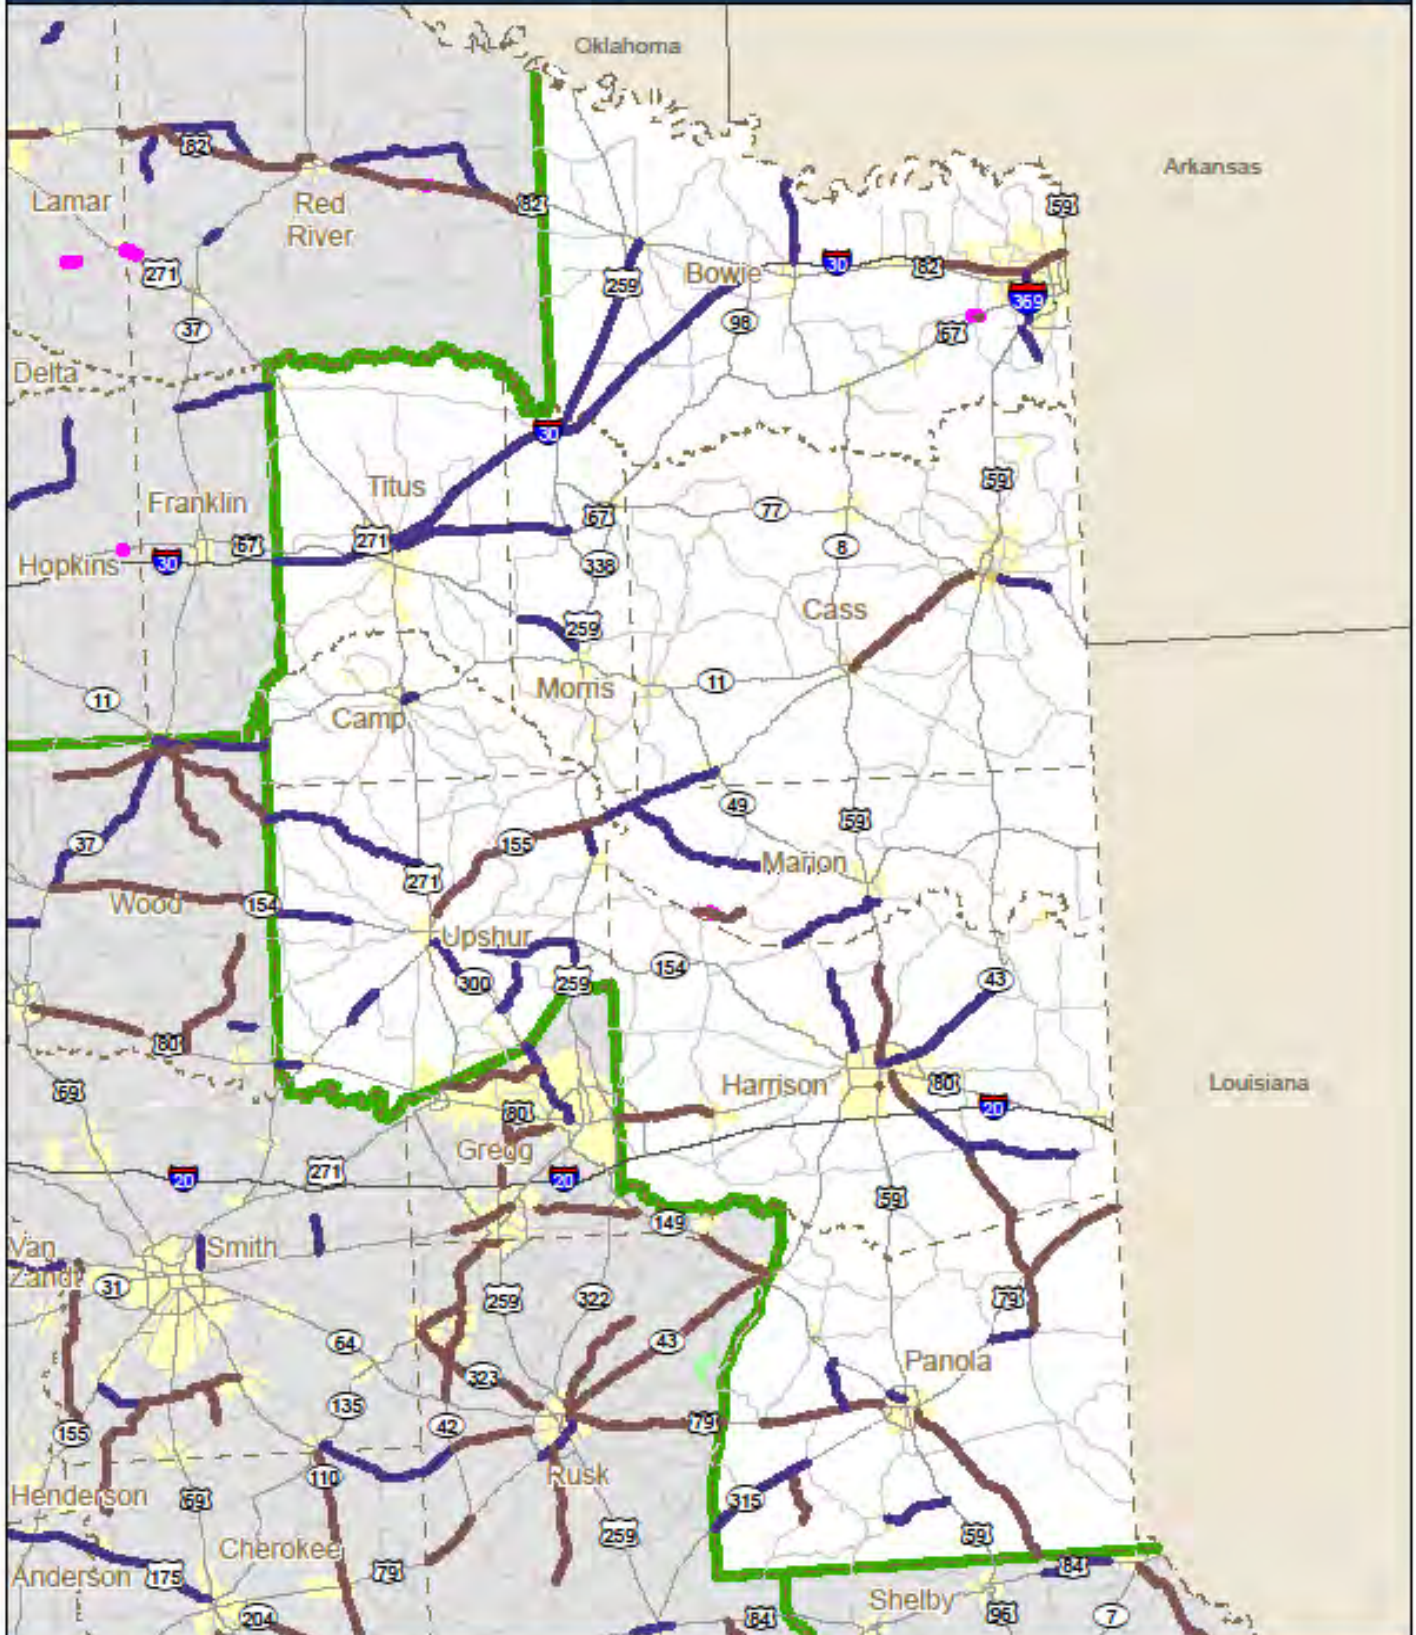 Oklahoma
Arkansas
82
Lamar
Red
River
82
59
271
259
Bowie
30
82
369
37
98
67
Delta
30
Titus
59
Franklin
67
77
271
67
8
Hopkins
30
338
Cass
259
11
Morris
11
Camp
49
59
37
155
Marion
271
Wood
154
Upshur
154
43
300
259
80
69
Harrison
80
Louisiana
20
80
Gregg
271
20
20
59
149
Van
Zandt
Smith
31
259
322
79
64
43
Panola
323
135
155
42
79
110
Rusk
Henderson
69
315
259
59
Cherokee
79
Anderson
175
84
Shelby
204
84
96
7